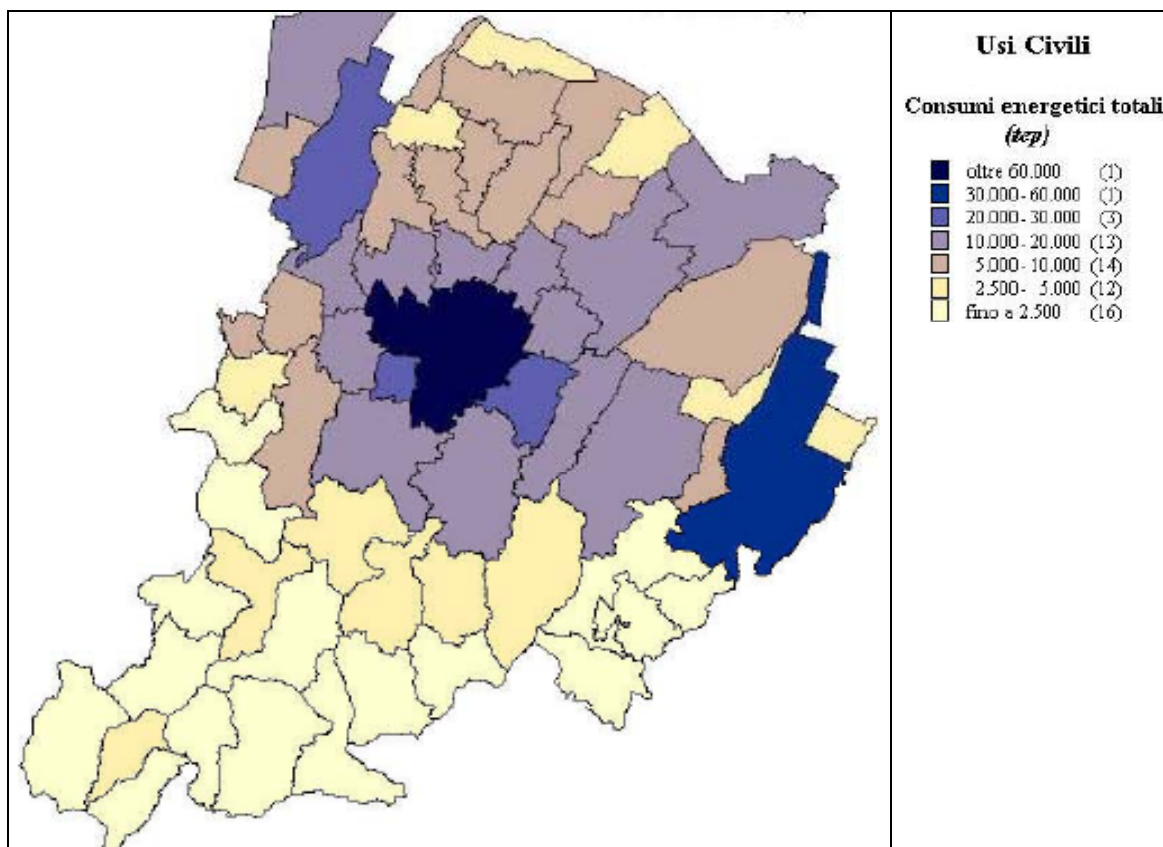 Usi Civili
Consumi energetici totali
(tep)
oltre 60.000 (1)
30.000 - 60.000 (1)
20.000 - 30.000 (3)
10.000 - 20.000 (13)
5.000 - 10.000 (14)
2.500 - 5.000 (12)
fino a 2.500 (16)